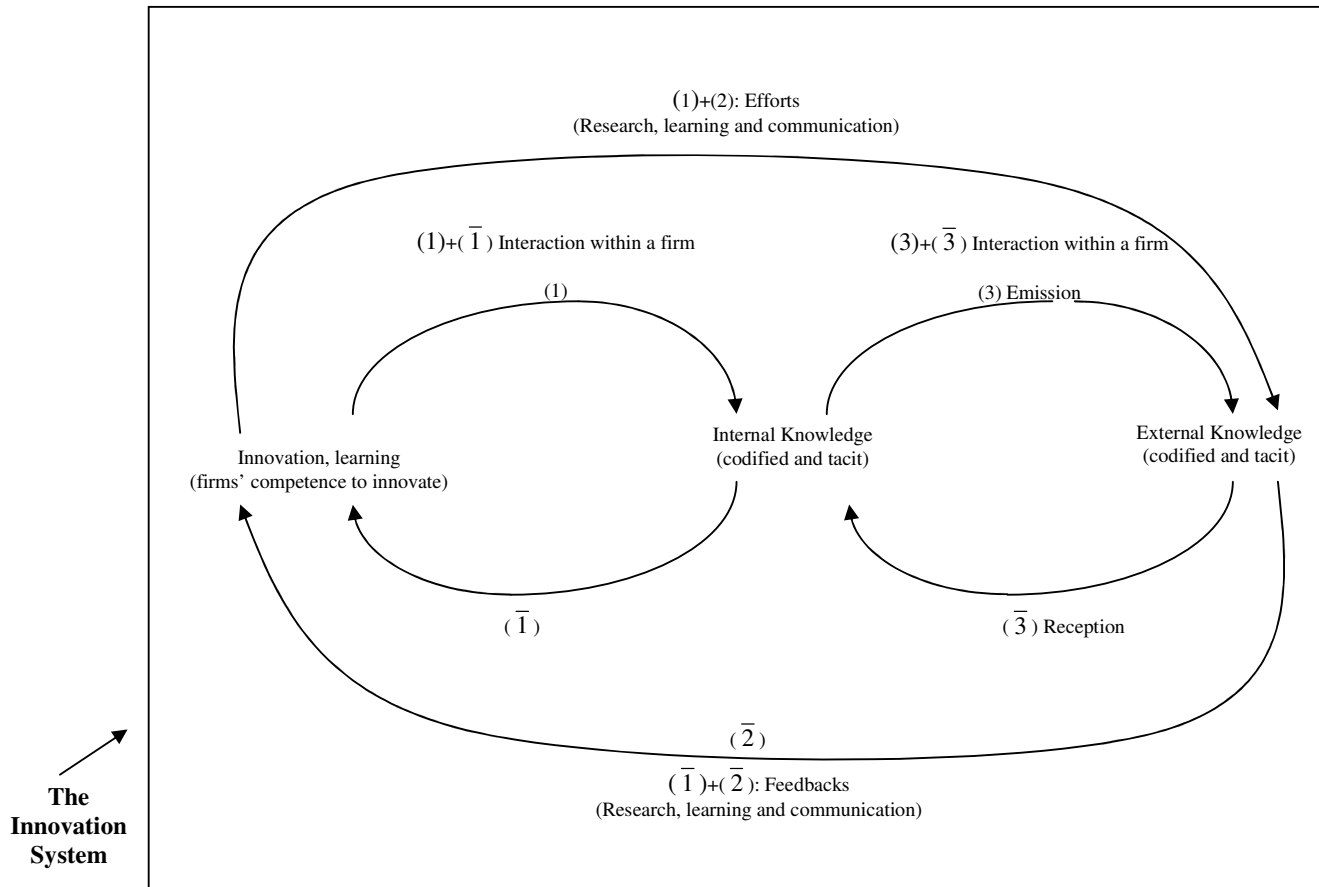 (1)+(2): Efforts
(Research, learning and communication)
(1)+(1̅) Interaction within a firm
(3)+(3̅) Interaction within a firm
(1)
(3) Emission
Internal Knowledge
(codified and tacit)
External Knowledge
(codified and tacit)
Innovation, learning
(firms' competence to innovate)
(1̅)
(3̅) Reception
(2̅)
(1̅)+(2̅): Feedbacks
(Research, learning and communication)
The
Innovation
System